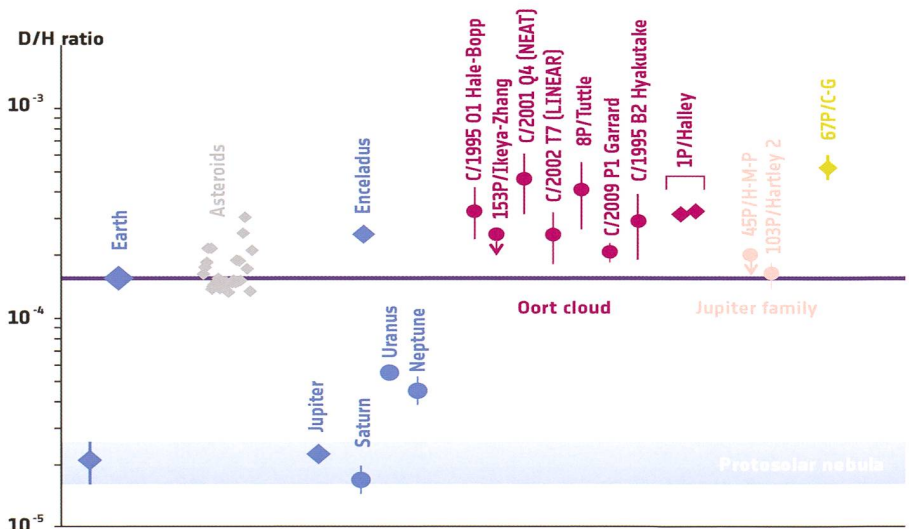 D/H ratio
10⁻³
10⁻⁴
10⁻⁵
Earth
Asteroids
Enceladus
Jupiter
Saturn
Uranus
Neptune
C/1995 O1 Hale-Bopp
153P/Ikeya-Zhang
C/2001 Q4 (NEAT)
C/2002 T7 (LINEAR)
8P/Tuttle
C/2009 P1 Garrard
C/1995 B2 Hyakutake
1P/Halley
45P/H-M-P
103P/Hartley 2
67P/C-G
Oort cloud
Jupiter family
Protosolar nebula